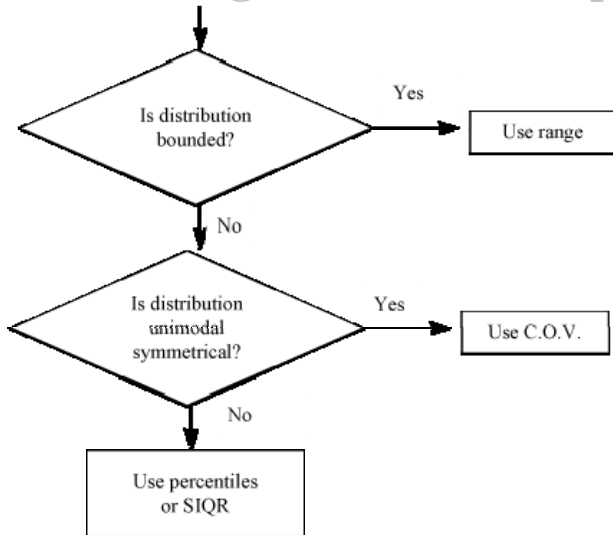 Is distribution
bounded?
Yes
Use range
No
Is distribution
unimodal
symmetrical?
Yes
Use C.O.V.
No
Use percentiles
or SIQR